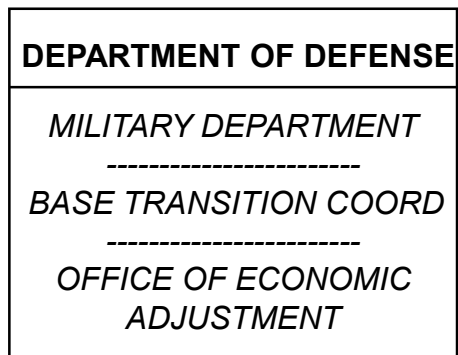 DEPARTMENT OF DEFENSE
MILITARY DEPARTMENT
------------------------
BASE TRANSITION COORD
------------------------
OFFICE OF ECONOMIC
ADJUSTMENT